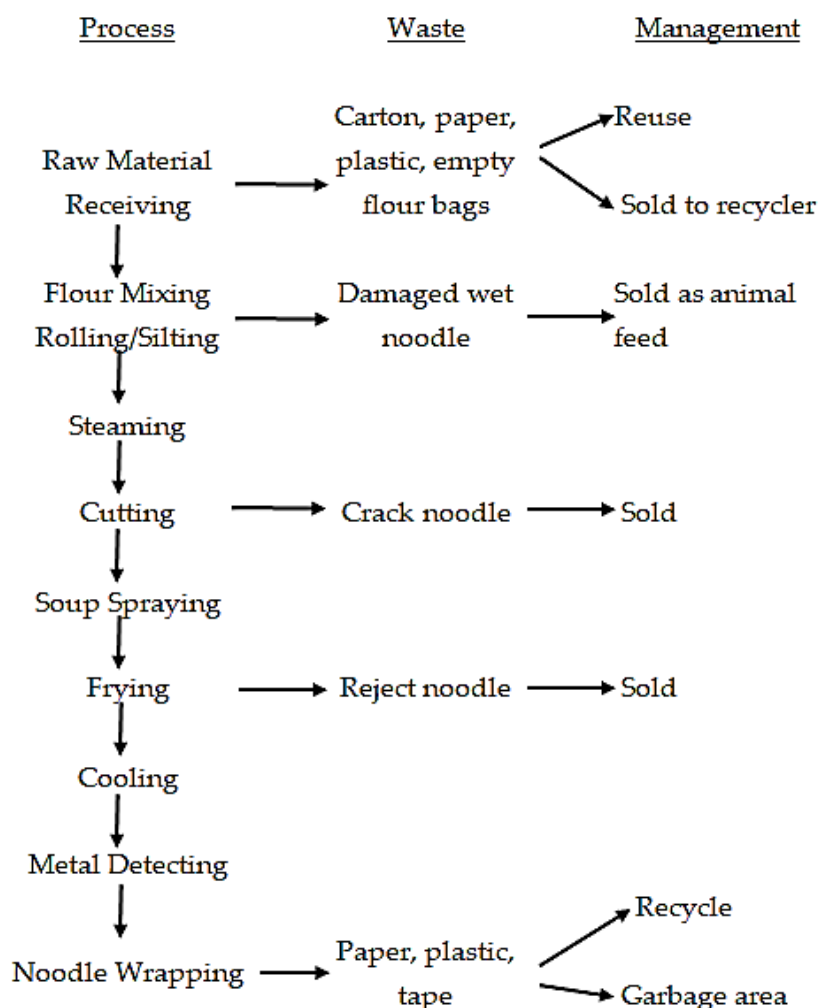 Process Waste Management
Carton, paper, Reuse
Raw Material plastic, empty
Receiving flour bags Sold to recycler
Flour Mixing Damaged wet Sold as animal
Rolling/Silting noodle feed
Steaming
Cutting Crack noodle Sold
Soup Spraying
Frying Reject noodle Sold
Cooling
Metal Detecting
Recycle
Noodle Wrapping Paper, plastic,
tape Garbage area